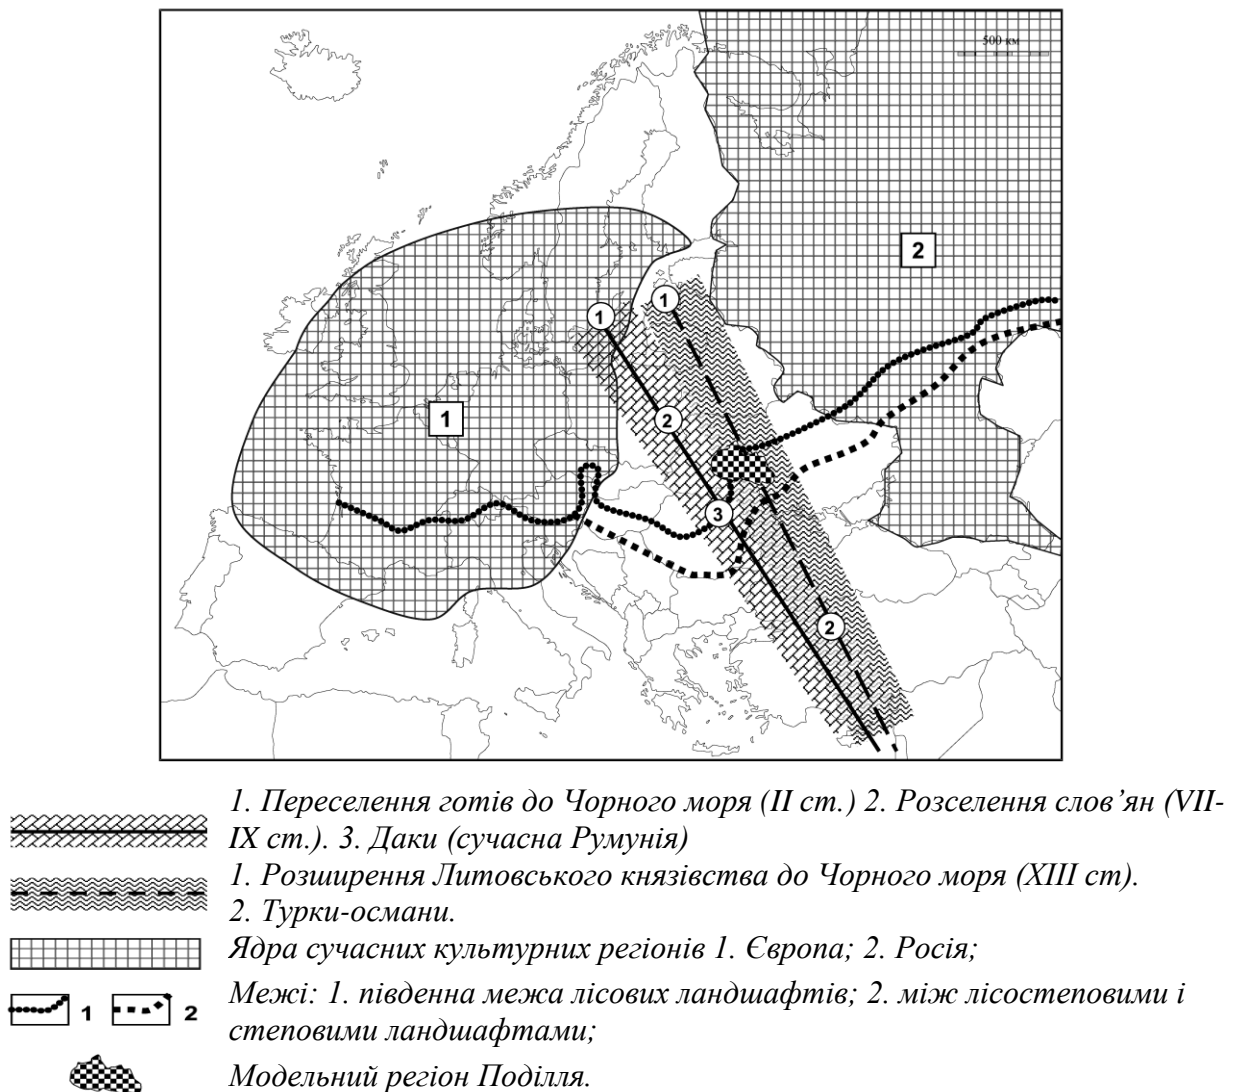 500 км
2
1
1
1
2
3
2
1. Переселення готів до Чорного моря (II ст.) 2. Розселення слов’ян (VII-
IX ст.). 3. Даки (сучасна Румунія)
1. Розширення Литовського князівства до Чорного моря (XIII ст).
2. Турки-османи.
Ядра сучасних культурних регіонів 1. Європа; 2. Росія;
1 2 Межі: 1. південна межа лісових ландшафтів; 2. між лісостеповими і
степовими ландшафтами;
Модельний регіон Поділля.